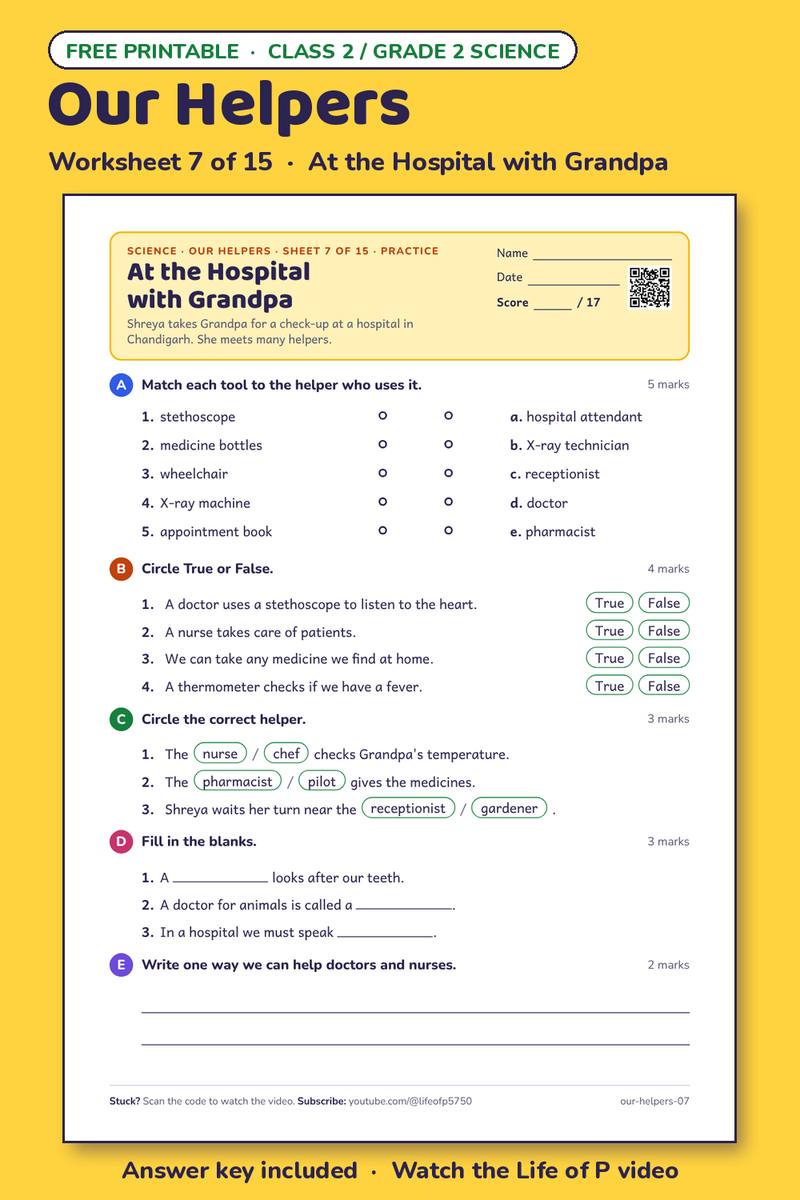 FREE PRINTABLE · CLASS 2 / GRADE 2 SCIENCE
Our Helpers
Worksheet 7 of 15 · At the Hospital with Grandpa
SCIENCE · OUR HELPERS · SHEET 7 OF 15 · PRACTICE
At the Hospital
with Grandpa
Shreya takes Grandpa for a check-up at a hospital in
Chandigarh. She meets many helpers.
Name ____________________
Date ______________
Score ______ / 17
A Match each tool to the helper who uses it. 5 marks
1. stethoscope a. hospital attendant
2. medicine bottles b. X-ray technician
3. wheelchair c. receptionist
4. X-ray machine d. doctor
5. appointment book e. pharmacist
B Circle True or False. 4 marks
1. A doctor uses a stethoscope to listen to the heart. True False
2. A nurse takes care of patients. True False
3. We can take any medicine we find at home. True False
4. A thermometer checks if we have a fever. True False
C Circle the correct helper. 3 marks
1. The nurse / chef checks Grandpa's temperature.
2. The pharmacist / pilot gives the medicines.
3. Shreya waits her turn near the receptionist / gardener .
D Fill in the blanks. 3 marks
1. A ______________ looks after our teeth.
2. A doctor for animals is called a ______________.
3. In a hospital we must speak ______________.
E Write one way we can help doctors and nurses. 2 marks
Stuck? Scan the code to watch the video. Subscribe: youtube.com/@lifeofp5750 our-helpers-07
Answer key included · Watch the Life of P video